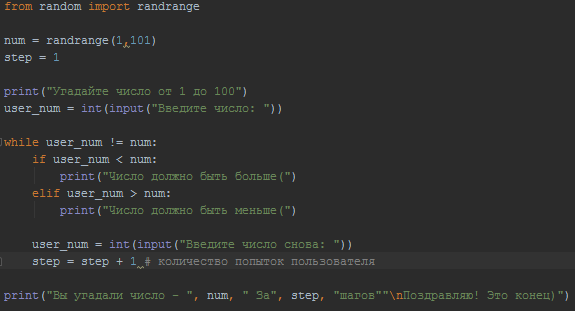 from random import randrange
num = randrange(1,101)
step = 1
print("Угадайте число от 1 до 100")
user_num = int(input("Введите число: "))
while user_num != num:
if user_num < num:
print("Число должно быть больше(")
elif user_num > num:
print("Число должно быть меньше(")
user_num = int(input("Введите число снова: "))
step = step + 1 # количество попыток пользователя
print("Вы угадали число - ", num, " За", step, "шагов""\nПоздравляю! Это конец)")